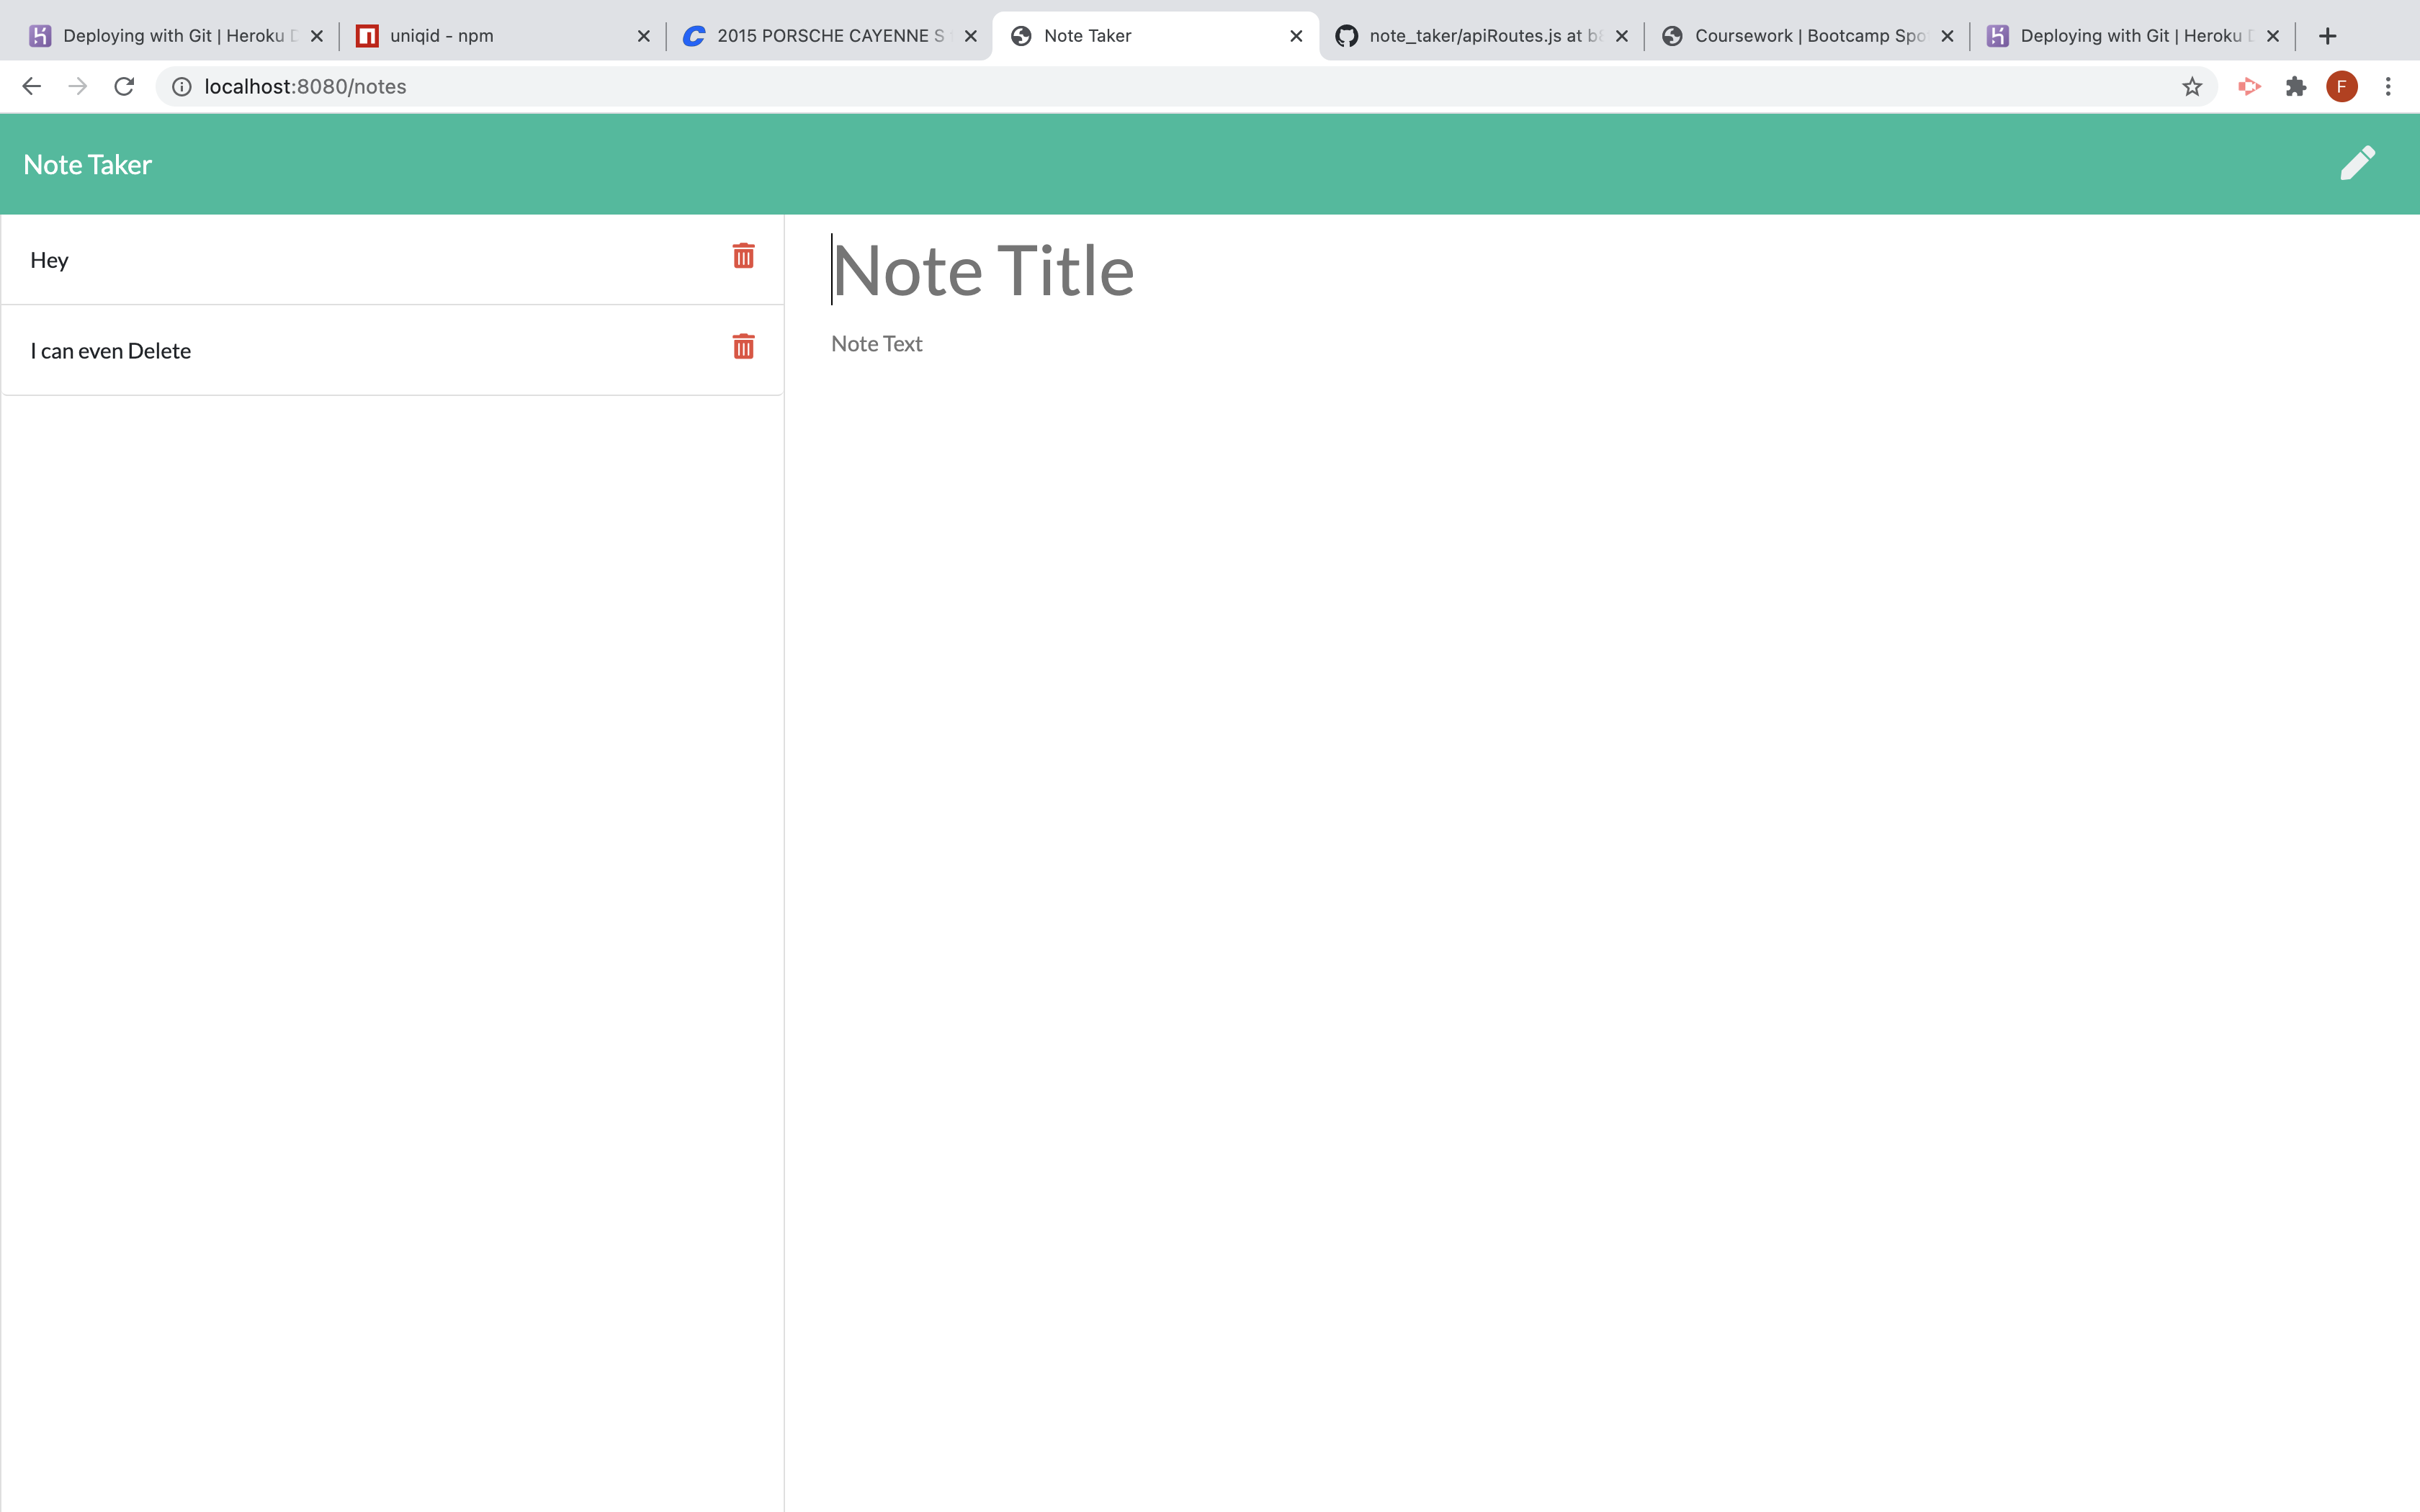 Deploying with Git | Heroku D
uniqid - npm
2015 PORSCHE CAYENNE S
Note Taker
note_taker/apiRoutes.js at b8
Coursework | Bootcamp Spo
Deploying with Git | Heroku D
localhost:8080/notes
F
Note Taker
Hey
I can even Delete
Note Title
Note Text